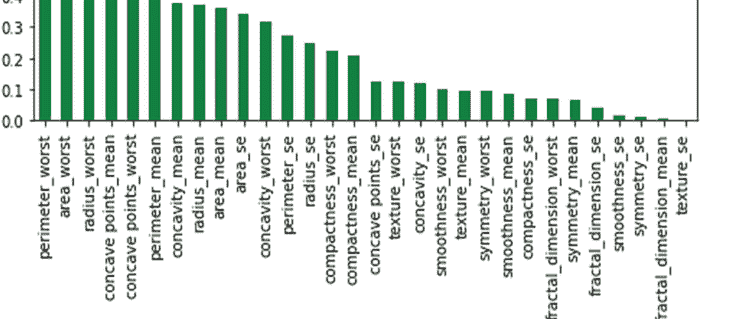 0.4
0.3
0.2
0.1
0.0
perimeter_worst
area_worst
radius_worst
concave points_mean
concave points_worst
perimeter_mean
concavity_mean
radius_mean
area_mean
area_se
concavity_worst
perimeter_se
radius_se
compactness_worst
compactness_mean
concave points_se
texture_worst
concavity_se
smoothness_worst
texture_mean
symmetry_worst
smoothness_mean
compactness_se
fractal_dimension_worst
symmetry_mean
fractal_dimension_se
smoothness_se
symmetry_se
fractal_dimension_mean
texture_se